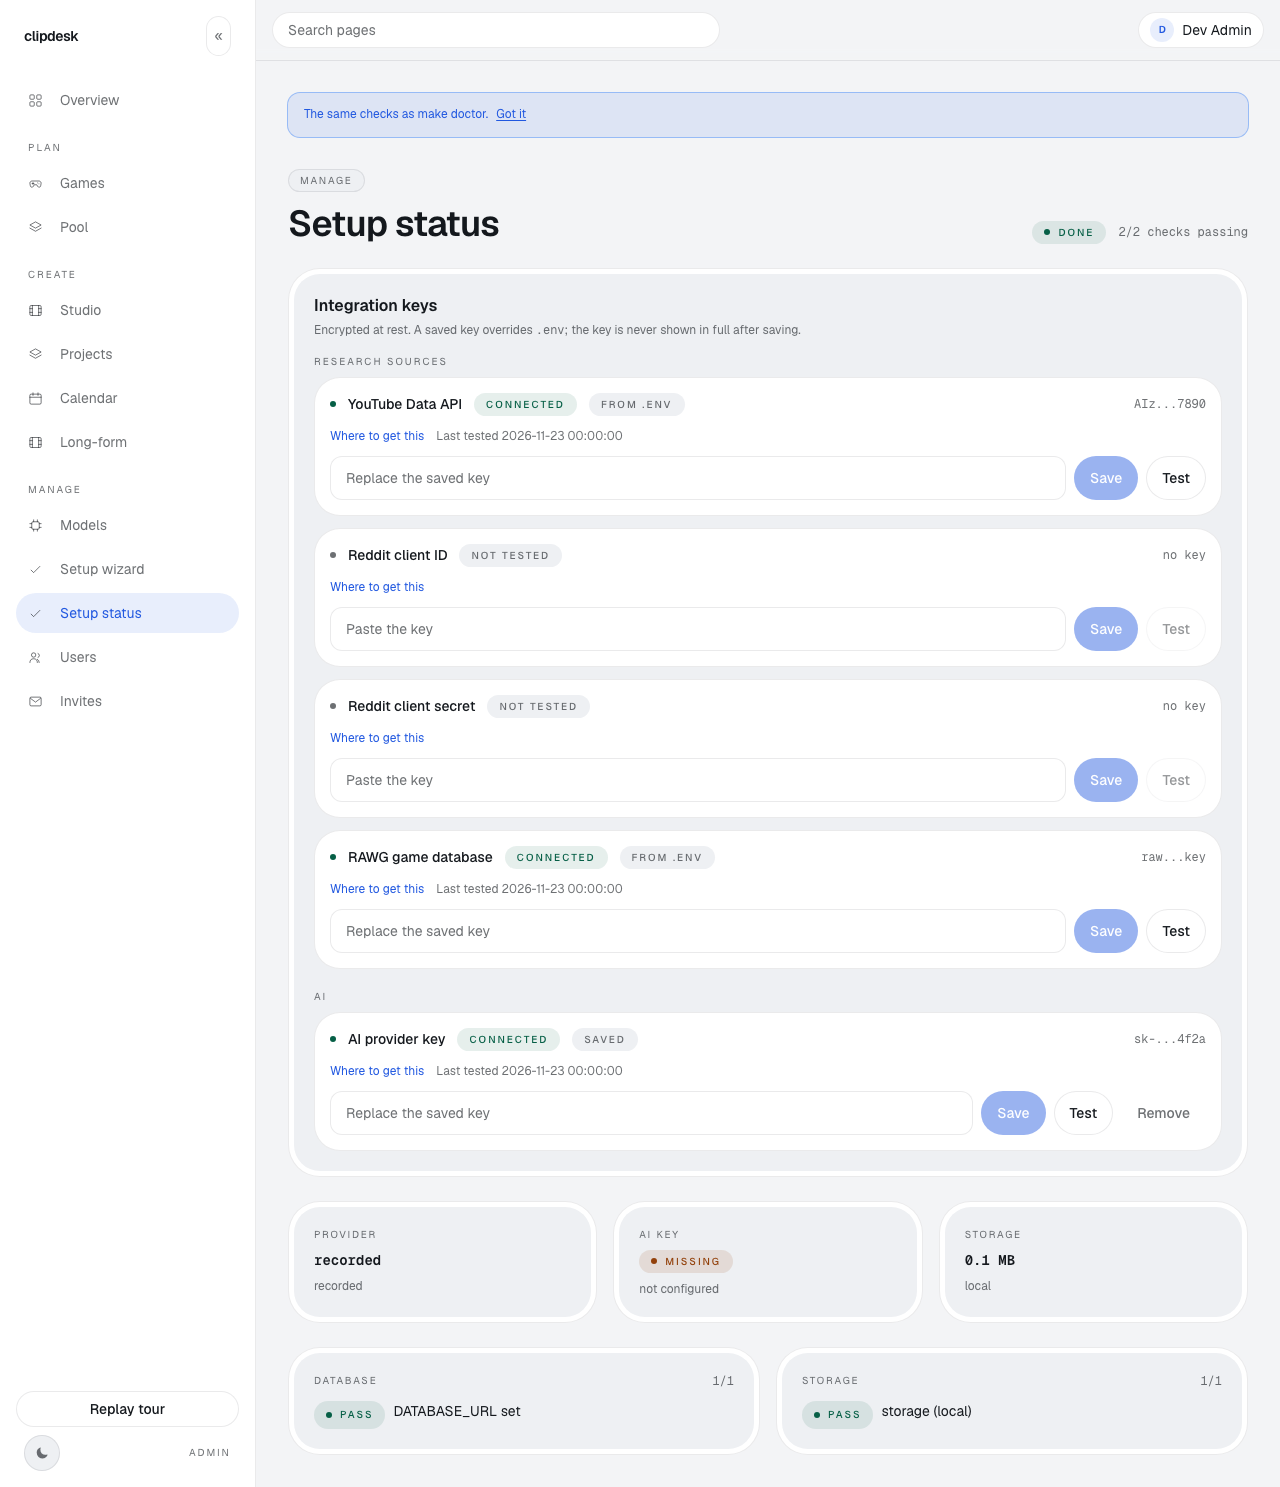 clipdesk
«
Search pages
D
Dev Admin
Overview
PLAN
Games
Pool
CREATE
Studio
Projects
Calendar
Long-form
MANAGE
Models
Setup wizard
Setup status
Users
Invites
Replay tour
ADMIN
The same checks as make doctor. Got it
MANAGE
Setup status
DONE
2/2 checks passing
Integration keys
Encrypted at rest. A saved key overrides .env; the key is never shown in full after saving.
RESEARCH SOURCES
YouTube Data API CONNECTED FROM .ENV AIz...7890
Where to get this Last tested 2026-11-23 00:00:00
Replace the saved key Save Test
Reddit client ID NOT TESTED no key
Where to get this
Paste the key Save Test
Reddit client secret NOT TESTED no key
Where to get this
Paste the key Save Test
RAWG game database CONNECTED FROM .ENV raw...key
Where to get this Last tested 2026-11-23 00:00:00
Replace the saved key Save Test
AI
AI provider key CONNECTED SAVED sk-...4f2a
Where to get this Last tested 2026-11-23 00:00:00
Replace the saved key Save Test Remove
PROVIDER
recorded
recorded
AI KEY
MISSING
not configured
STORAGE
0.1 MB
local
DATABASE 1/1
PASS DATABASE_URL set
STORAGE 1/1
PASS storage (local)